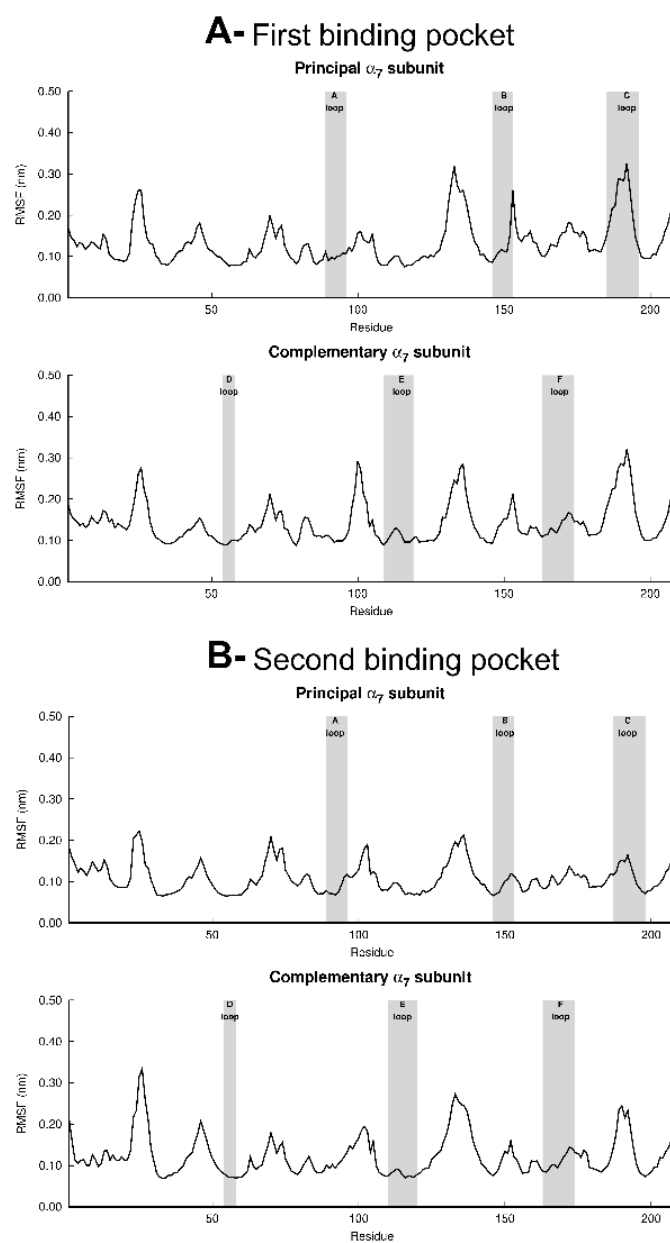 A- First binding pocket
Principal α7 subunit
A loop
B loop
C loop
0.50
0.40
0.30
0.20
0.10
0.00
RMSF (nm)
50
100
150
200
Residue
Complementary α7 subunit
D loop
E loop
F loop
0.50
0.40
0.30
0.20
0.10
0.00
RMSF (nm)
50
100
150
200
Residue
B- Second binding pocket
Principal α7 subunit
A loop
B loop
C loop
0.50
0.40
0.30
0.20
0.10
0.00
RMSF (nm)
50
100
150
200
Residue
Complementary α7 subunit
D loop
E loop
F loop
0.50
0.40
0.30
0.20
0.10
0.00
RMSF (nm)
50
100
150
200
Residue